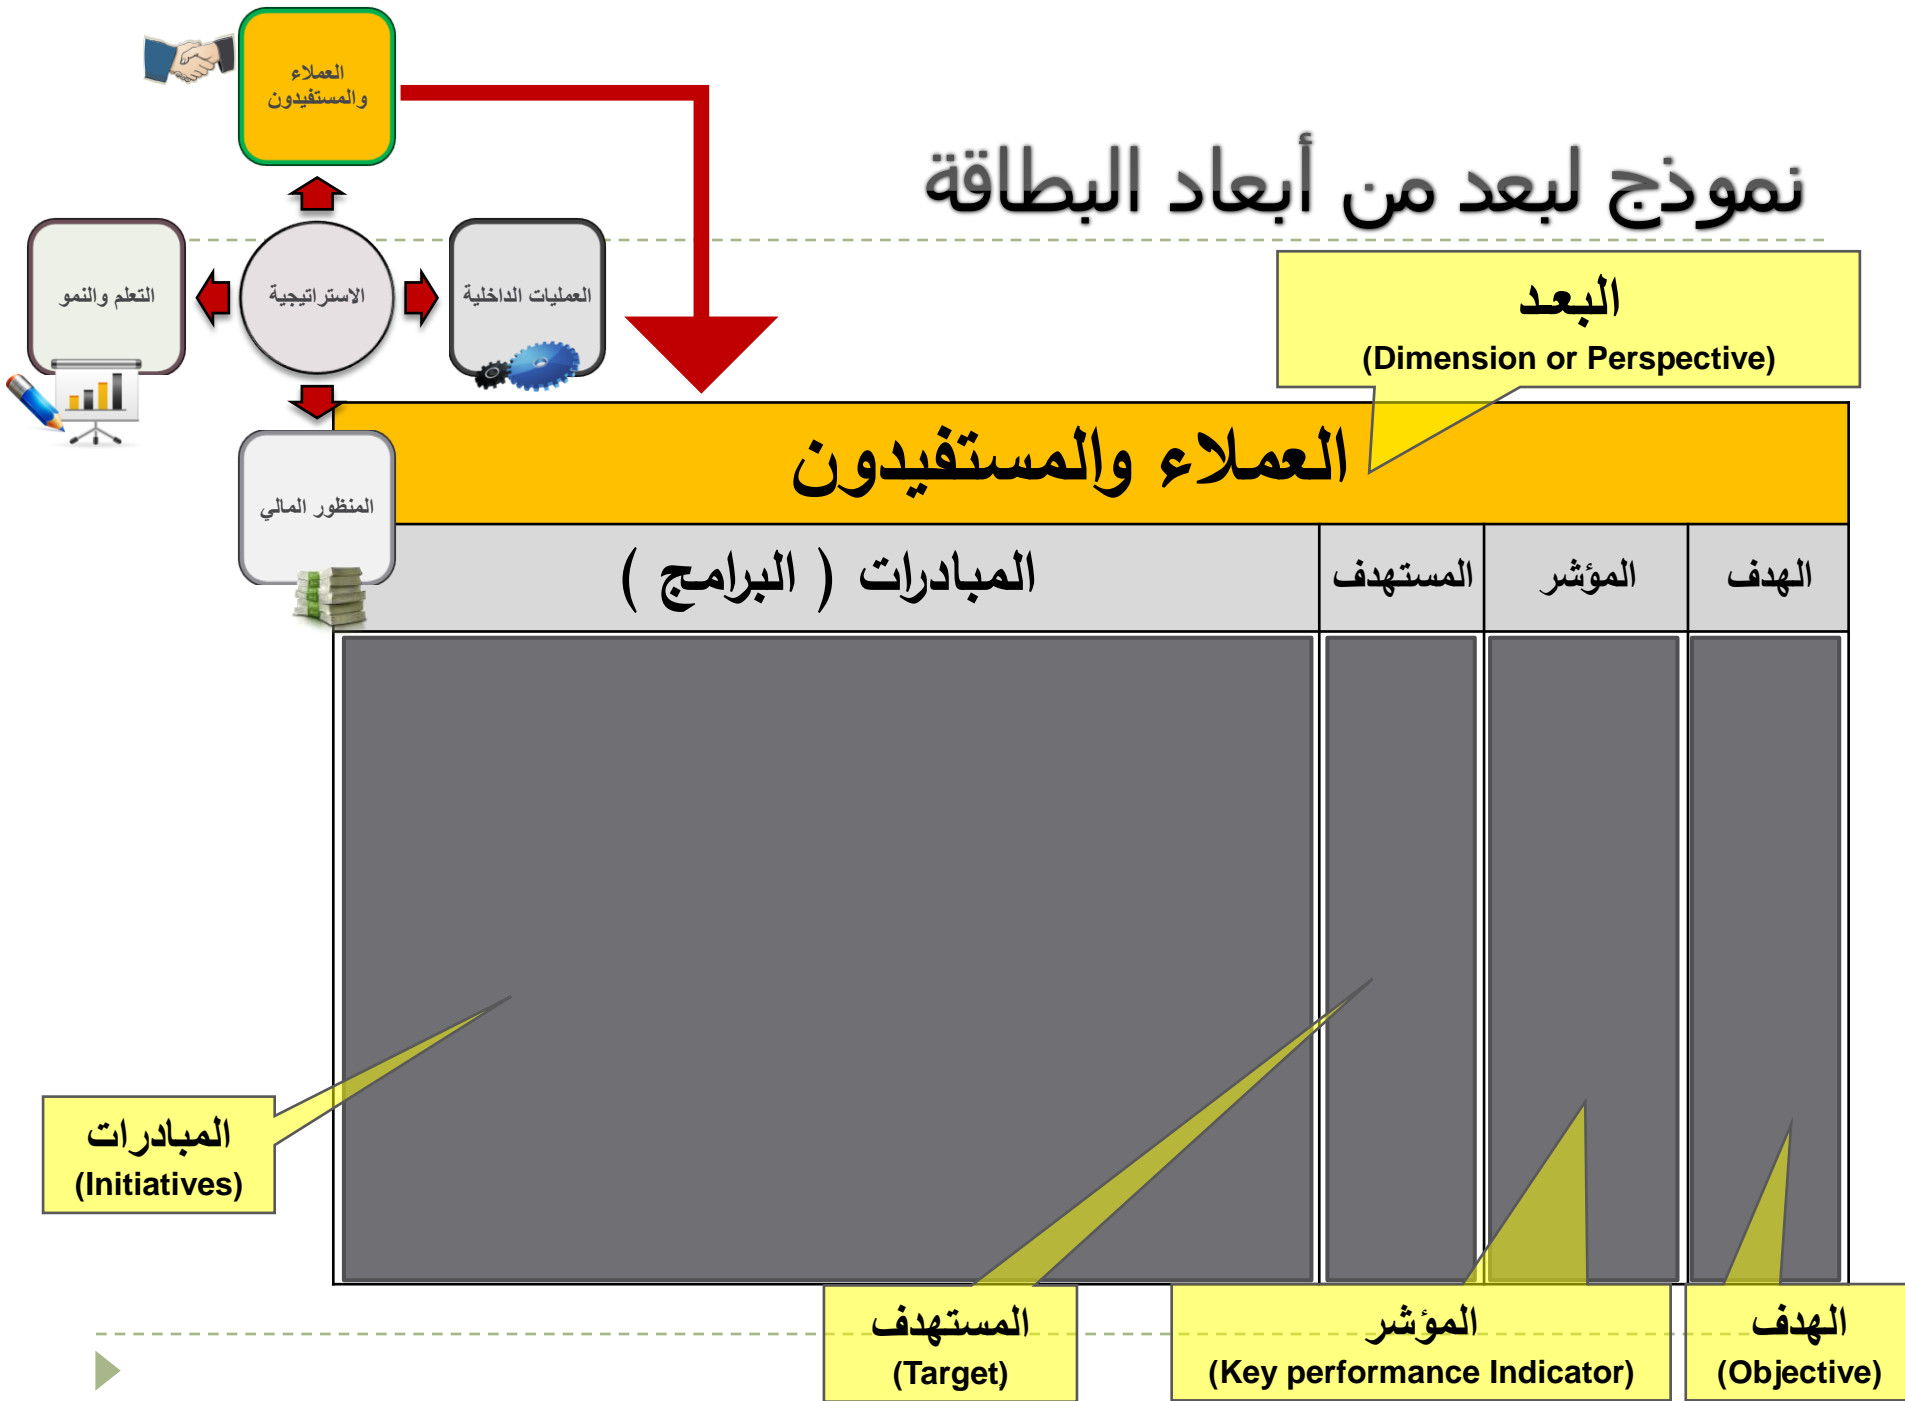 نموذج لبعد من أبعاد البطاقة
العملاء
والمستفيدون
العمليات الداخلية
الاستراتيجية
التعلم والنمو
المنظور المالي
البعد
(Dimension or Perspective)
العملاء والمستفيدون
الهدف
المؤشر
المستهدف
المبادرات ( البرامج )
المبادرات
(Initiatives)
الهدف
(Objective)
المؤشر
(Key performance Indicator)
المستهدف
(Target)